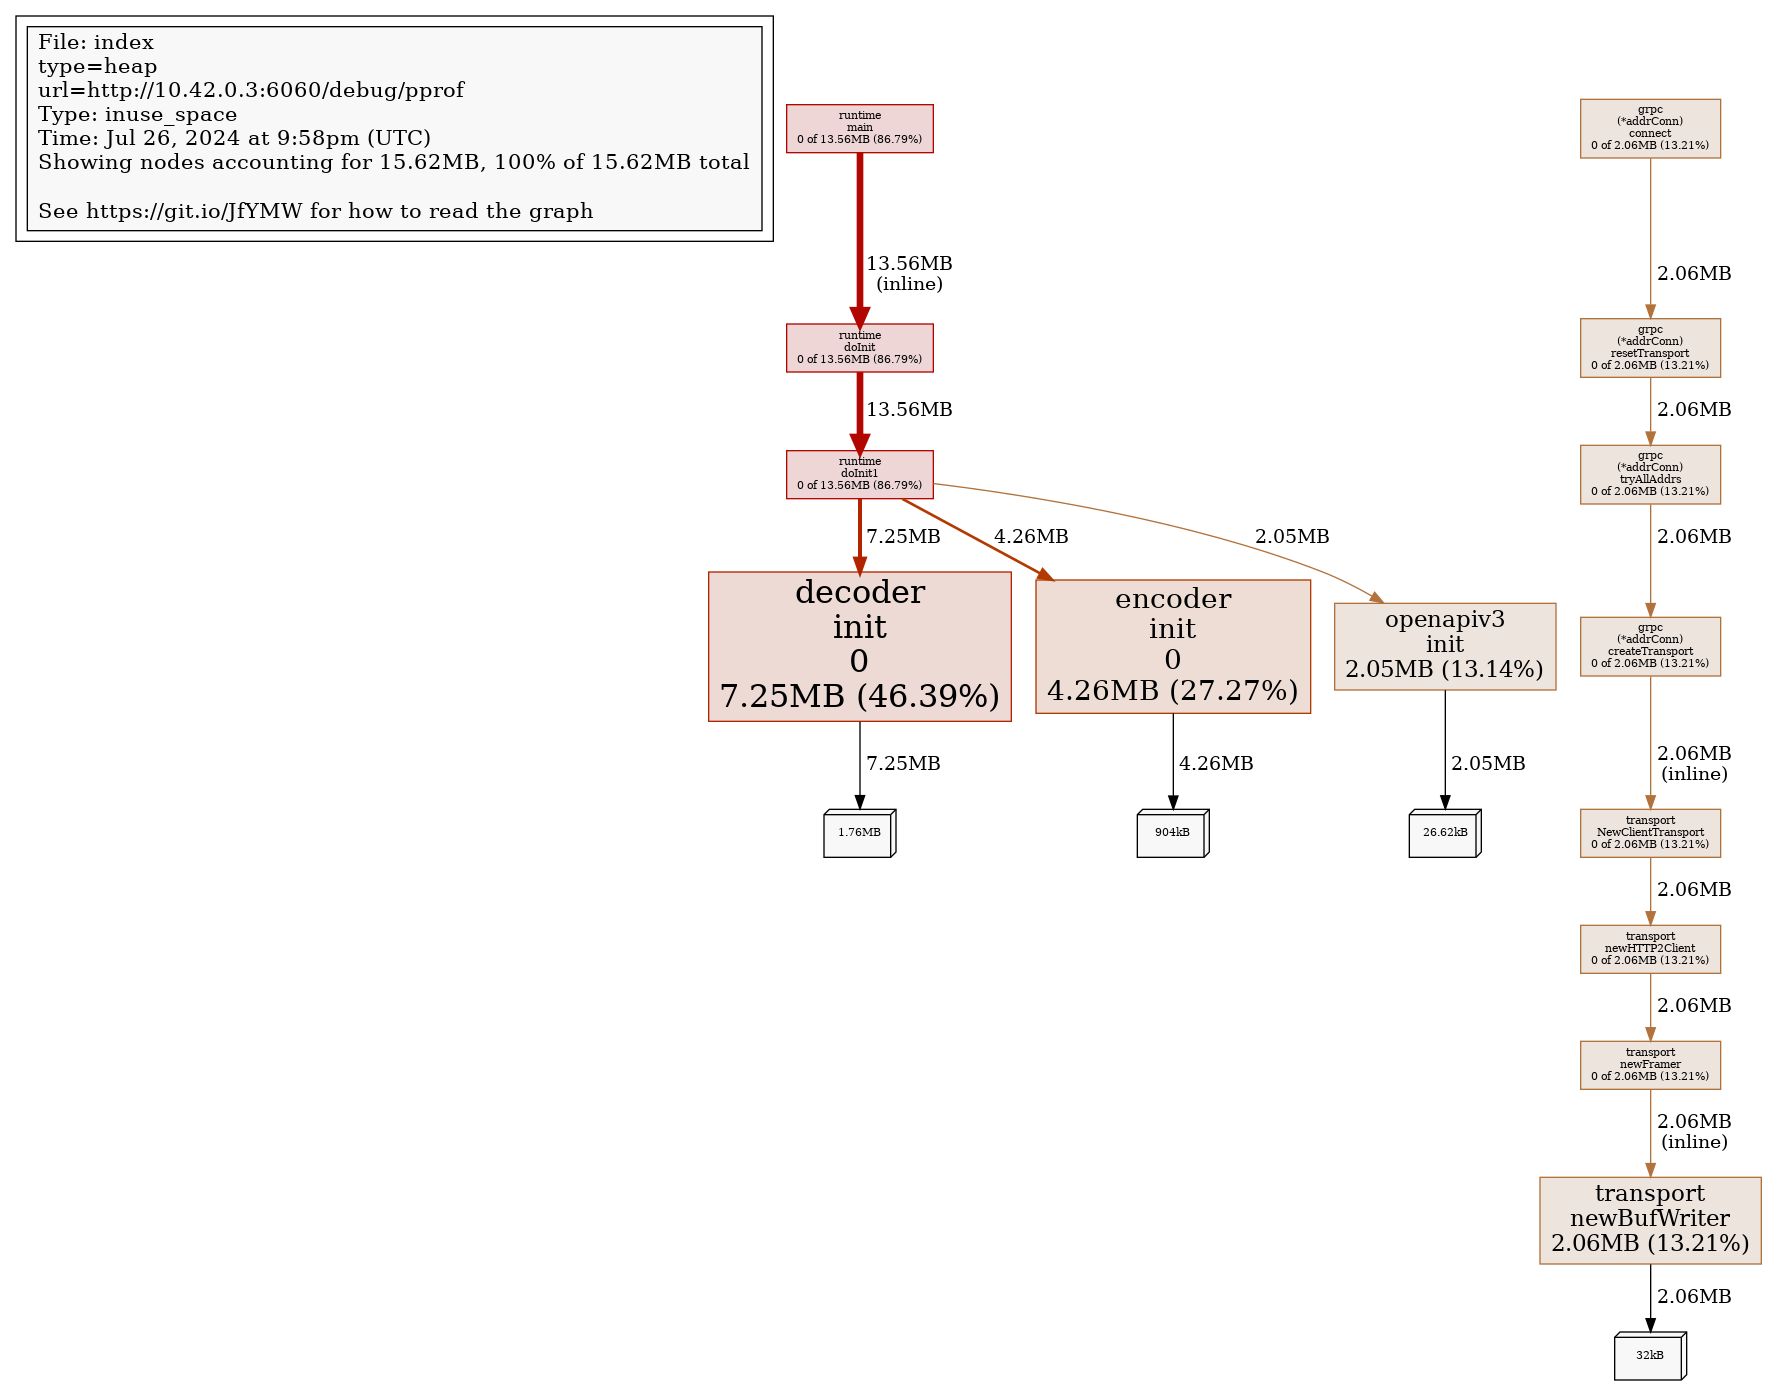 File: index
type=heap
url=http://10.42.0.3:6060/debug/pprof
Type: inuse_space
Time: Jul 26, 2024 at 9:58pm (UTC)
Showing nodes accounting for 15.62MB, 100% of 15.62MB total
See https://git.io/JfYMW for how to read the graph
runtime
main
0 of 13.56MB (86.79%)
13.56MB
(inline)
runtime
doInit
0 of 13.56MB (86.79%)
13.56MB
runtime
doInit1
0 of 13.56MB (86.79%)
7.25MB
4.26MB
2.05MB
decoder
init
0
7.25MB (46.39%)
7.25MB
1.76MB
encoder
init
0
4.26MB (27.27%)
4.26MB
904kB
openapiv3
init
2.05MB (13.14%)
2.05MB
26.62kB
grpc
(*addrConn)
connect
0 of 2.06MB (13.21%)
2.06MB
grpc
(*addrConn)
resetTransport
0 of 2.06MB (13.21%)
2.06MB
grpc
(*addrConn)
tryAllAddrs
0 of 2.06MB (13.21%)
2.06MB
grpc
(*addrConn)
createTransport
0 of 2.06MB (13.21%)
2.06MB
(inline)
transport
NewClientTransport
0 of 2.06MB (13.21%)
2.06MB
transport
newHTTP2Client
0 of 2.06MB (13.21%)
2.06MB
transport
newFramer
0 of 2.06MB (13.21%)
2.06MB
(inline)
transport
newBufWriter
2.06MB (13.21%)
2.06MB
32kB